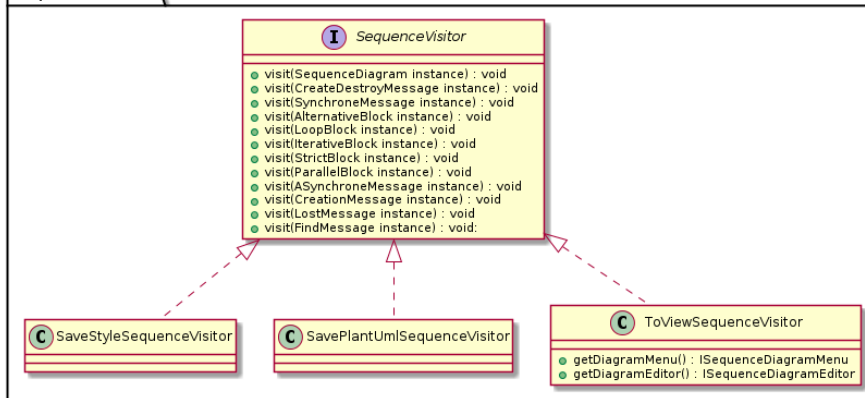 I SequenceVisitor
visit(SequenceDiagram instance) : void
visit(CreateDestroyMessage instance) : void
visit(SynchroneMessage instance) : void
visit(AlternativeBlock instance) : void
visit(LoopBlock instance) : void
visit(IterativeBlock instance) : void
visit(StrictBlock instance) : void
visit(ParallelBlock instance) : void
visit(ASynchroneMessage instance) : void
visit(CreationMessage instance) : void
visit(LostMessage instance) : void
visit(FindMessage instance) : void:
C SaveStyleSequenceVisitor
C SavePlantUmlSequenceVisitor
C ToViewSequenceVisitor
getDiagramMenu() : ISequenceDiagramMenu
getDiagramEditor() : ISequenceDiagramEditor